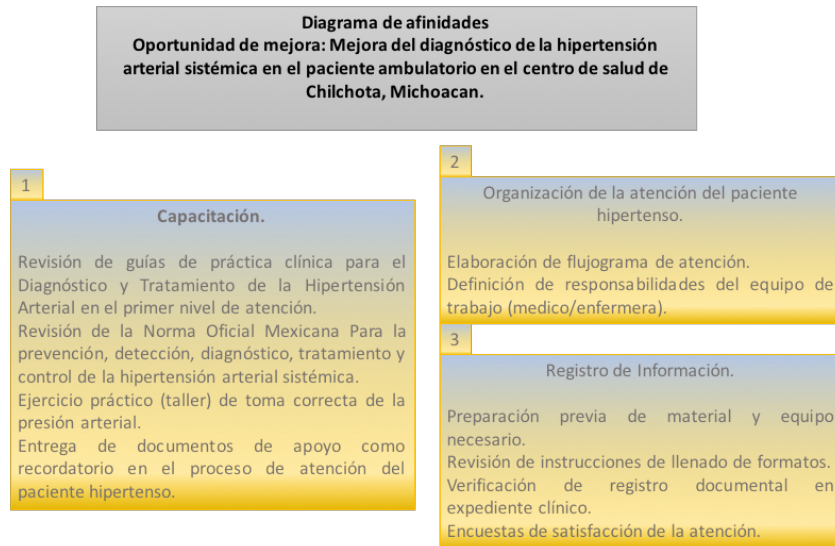 Diagrama de afinidades
Oportunidad de mejora: Mejora del diagnóstico de la hipertensión
arterial sistémica en el paciente ambulatorio en el centro de salud de
Chilchota, Michoacan.
1
Capacitación.
Revisión de guías de práctica clínica para el
Diagnóstico y Tratamiento de la Hipertensión
Arterial en el primer nivel de atención.
Revisión de la Norma Oficial Mexicana Para la
prevención, detección, diagnóstico, tratamiento y
control de la hipertensión arterial sistémica.
Ejercicio práctico (taller) de toma correcta de la
presión arterial.
Entrega de documentos de apoyo como
recordatorio en el proceso de atención del
paciente hipertenso.
2
Organización de la atención del paciente
hipertenso.
Elaboración de flujograma de atención.
Definición de responsabilidades del equipo de
trabajo (medico/enfermera).
3
Registro de Información.
Preparación previa de material y equipo
necesario.
Revisión de instrucciones de llenado de formatos.
Verificación de registro documental en
expediente clínico.
Encuestas de satisfacción de la atención.